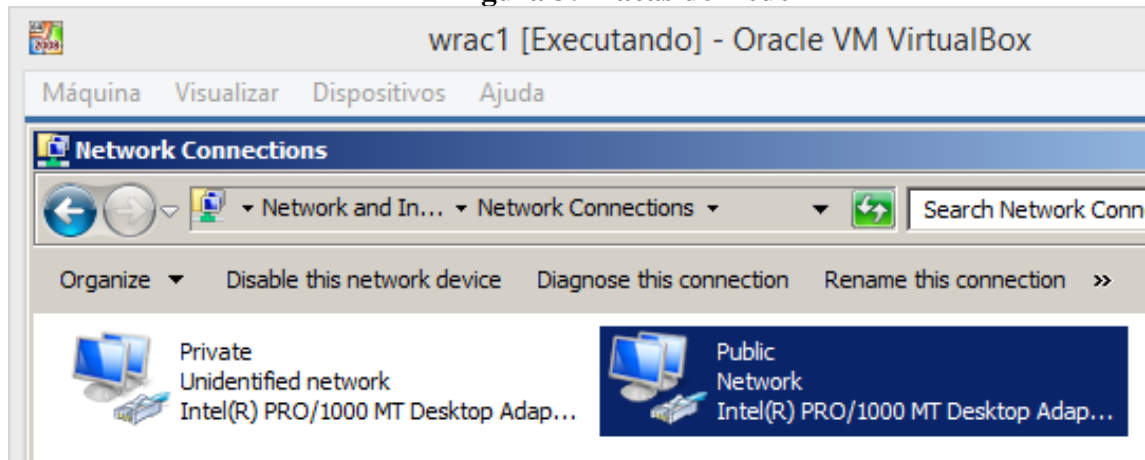 wrac1 [Executando] - Oracle VM VirtualBox
Máquina Visualizar Dispositivos Ajuda
Network Connections
Network and In... Network Connections Search Network Conn
Organize Disable this network device Diagnose this connection Rename this connection »
Private
Unidentified network
Intel(R) PRO/1000 MT Desktop Adap...
Public
Network
Intel(R) PRO/1000 MT Desktop Adap...